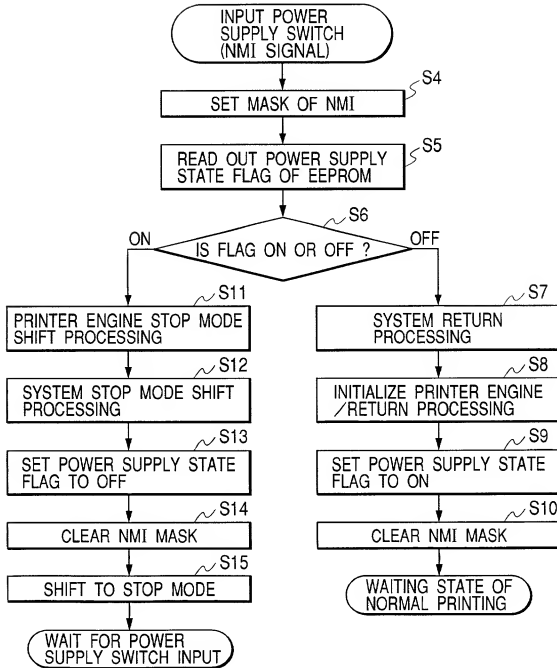 INPUT POWER
SUPPLY SWITCH
(NMI SIGNAL)
S4
SET MASK OF NMI
S5
READ OUT POWER SUPPLY
STATE FLAG OF EEPROM
S6
ON
IS FLAG ON OR OFF ?
OFF
S11
PRINTER ENGINE STOP MODE
SHIFT PROCESSING
S12
SYSTEM STOP MODE SHIFT
PROCESSING
S13
SET POWER SUPPLY STATE
FLAG TO OFF
S14
CLEAR NMI MASK
S15
SHIFT TO STOP MODE
WAIT FOR POWER
SUPPLY SWITCH INPUT
S7
SYSTEM RETURN
PROCESSING
S8
INITIALIZE PRINTER ENGINE
/RETURN PROCESSING
S9
SET POWER SUPPLY STATE
FLAG TO ON
S10
CLEAR NMI MASK
WAITING STATE OF
NORMAL PRINTING